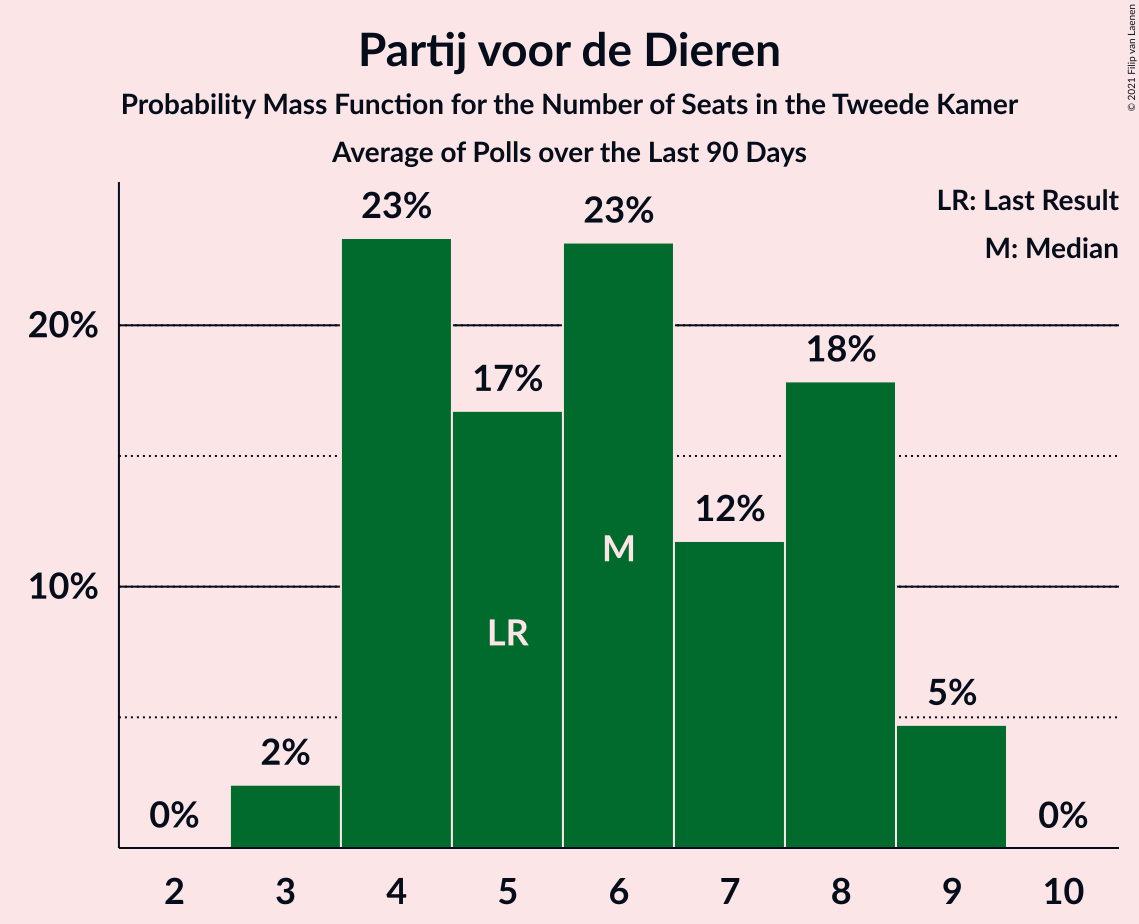 Partij voor de Dieren
Probability Mass Function for the Number of Seats in the Tweede Kamer
Average of Polls over the Last 90 Days
© 2021 Filip van Laenen
LR: Last Result
M: Median
23%
23%
20%
18%
17%
12%
M
10%
LR
5%
2%
0%
0%
2 3 4 5 6 7 8 9 10